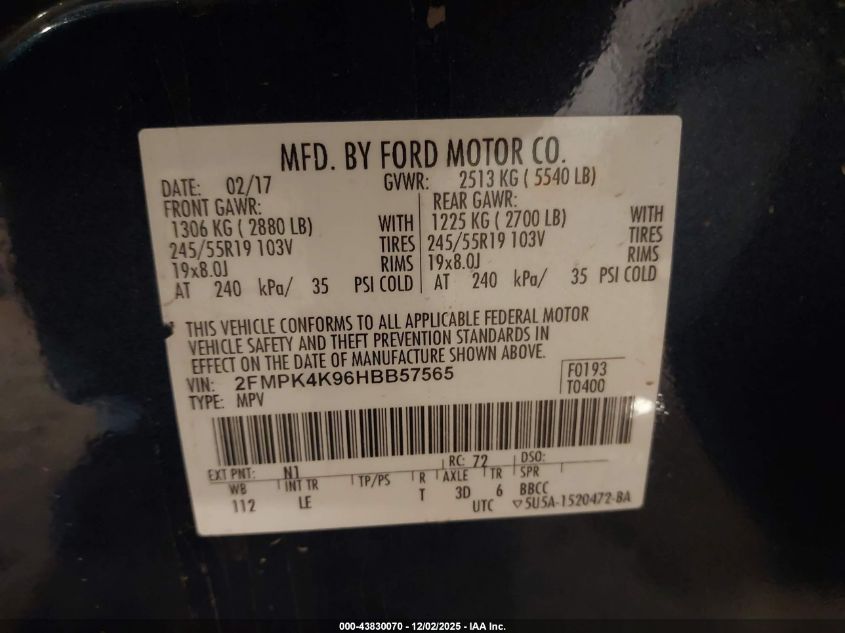 MFD. BY FORD MOTOR CO.
DATE: 02/17 GVWR: 2513 KG ( 5540 LB)
FRONT GAWR: REAR GAWR:
1306 KG ( 2880 LB) WITH 1225 KG ( 2700 LB) WITH
245/55R19 103V TIRES 245/55R19 103V TIRES
19x8.0J RIMS 19x8.0J RIMS
AT 240 kPa/ 35 PSI COLD AT 240 kPa/ 35 PSI COLD
THIS VEHICLE CONFORMS TO ALL APPLICABLE FEDERAL MOTOR
VEHICLE SAFETY AND THEFT PREVENTION STANDARDS IN
EFFECT ON THE DATE OF MANUFACTURE SHOWN ABOVE.
VIN: 2FMPK4K96HBB57565 F0193
TYPE: MPV T0400
EXT PNT: N1 RC: 72 DSO:
WB INT TR TP/PS R AXLE TR SPR
112 LE T 3D 6 BBCC
UTC ▽5U5A-1520472-BA
000-43830070 - 12/02/2025 - IAA Inc.